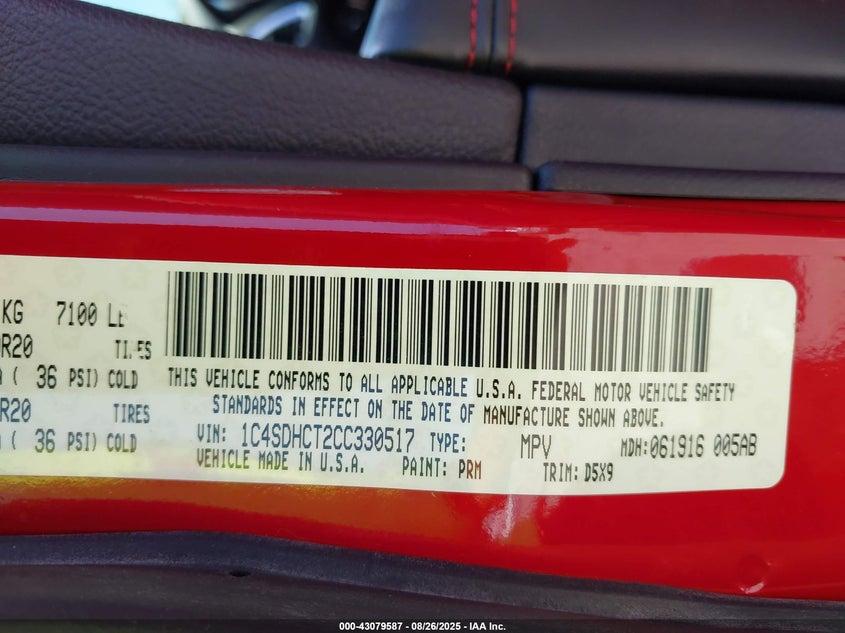 KG 7100 LB
R20 TIRES
( 36 PSI) COLD
R20 TIRES
( 36 PSI) COLD
THIS VEHICLE CONFORMS TO ALL APPLICABLE U.S.A. FEDERAL MOTOR VEHICLE SAFETY
STANDARDS IN EFFECT ON THE DATE OF MANUFACTURE SHOWN ABOVE.
VIN: 1C4SDHCT2CC330517 TYPE: MPV MDH:061916 005AB
VEHICLE MADE IN U.S.A. PAINT: PRM TRIM: D5X9
000-43079587 - 08/26/2025 - IAA Inc.